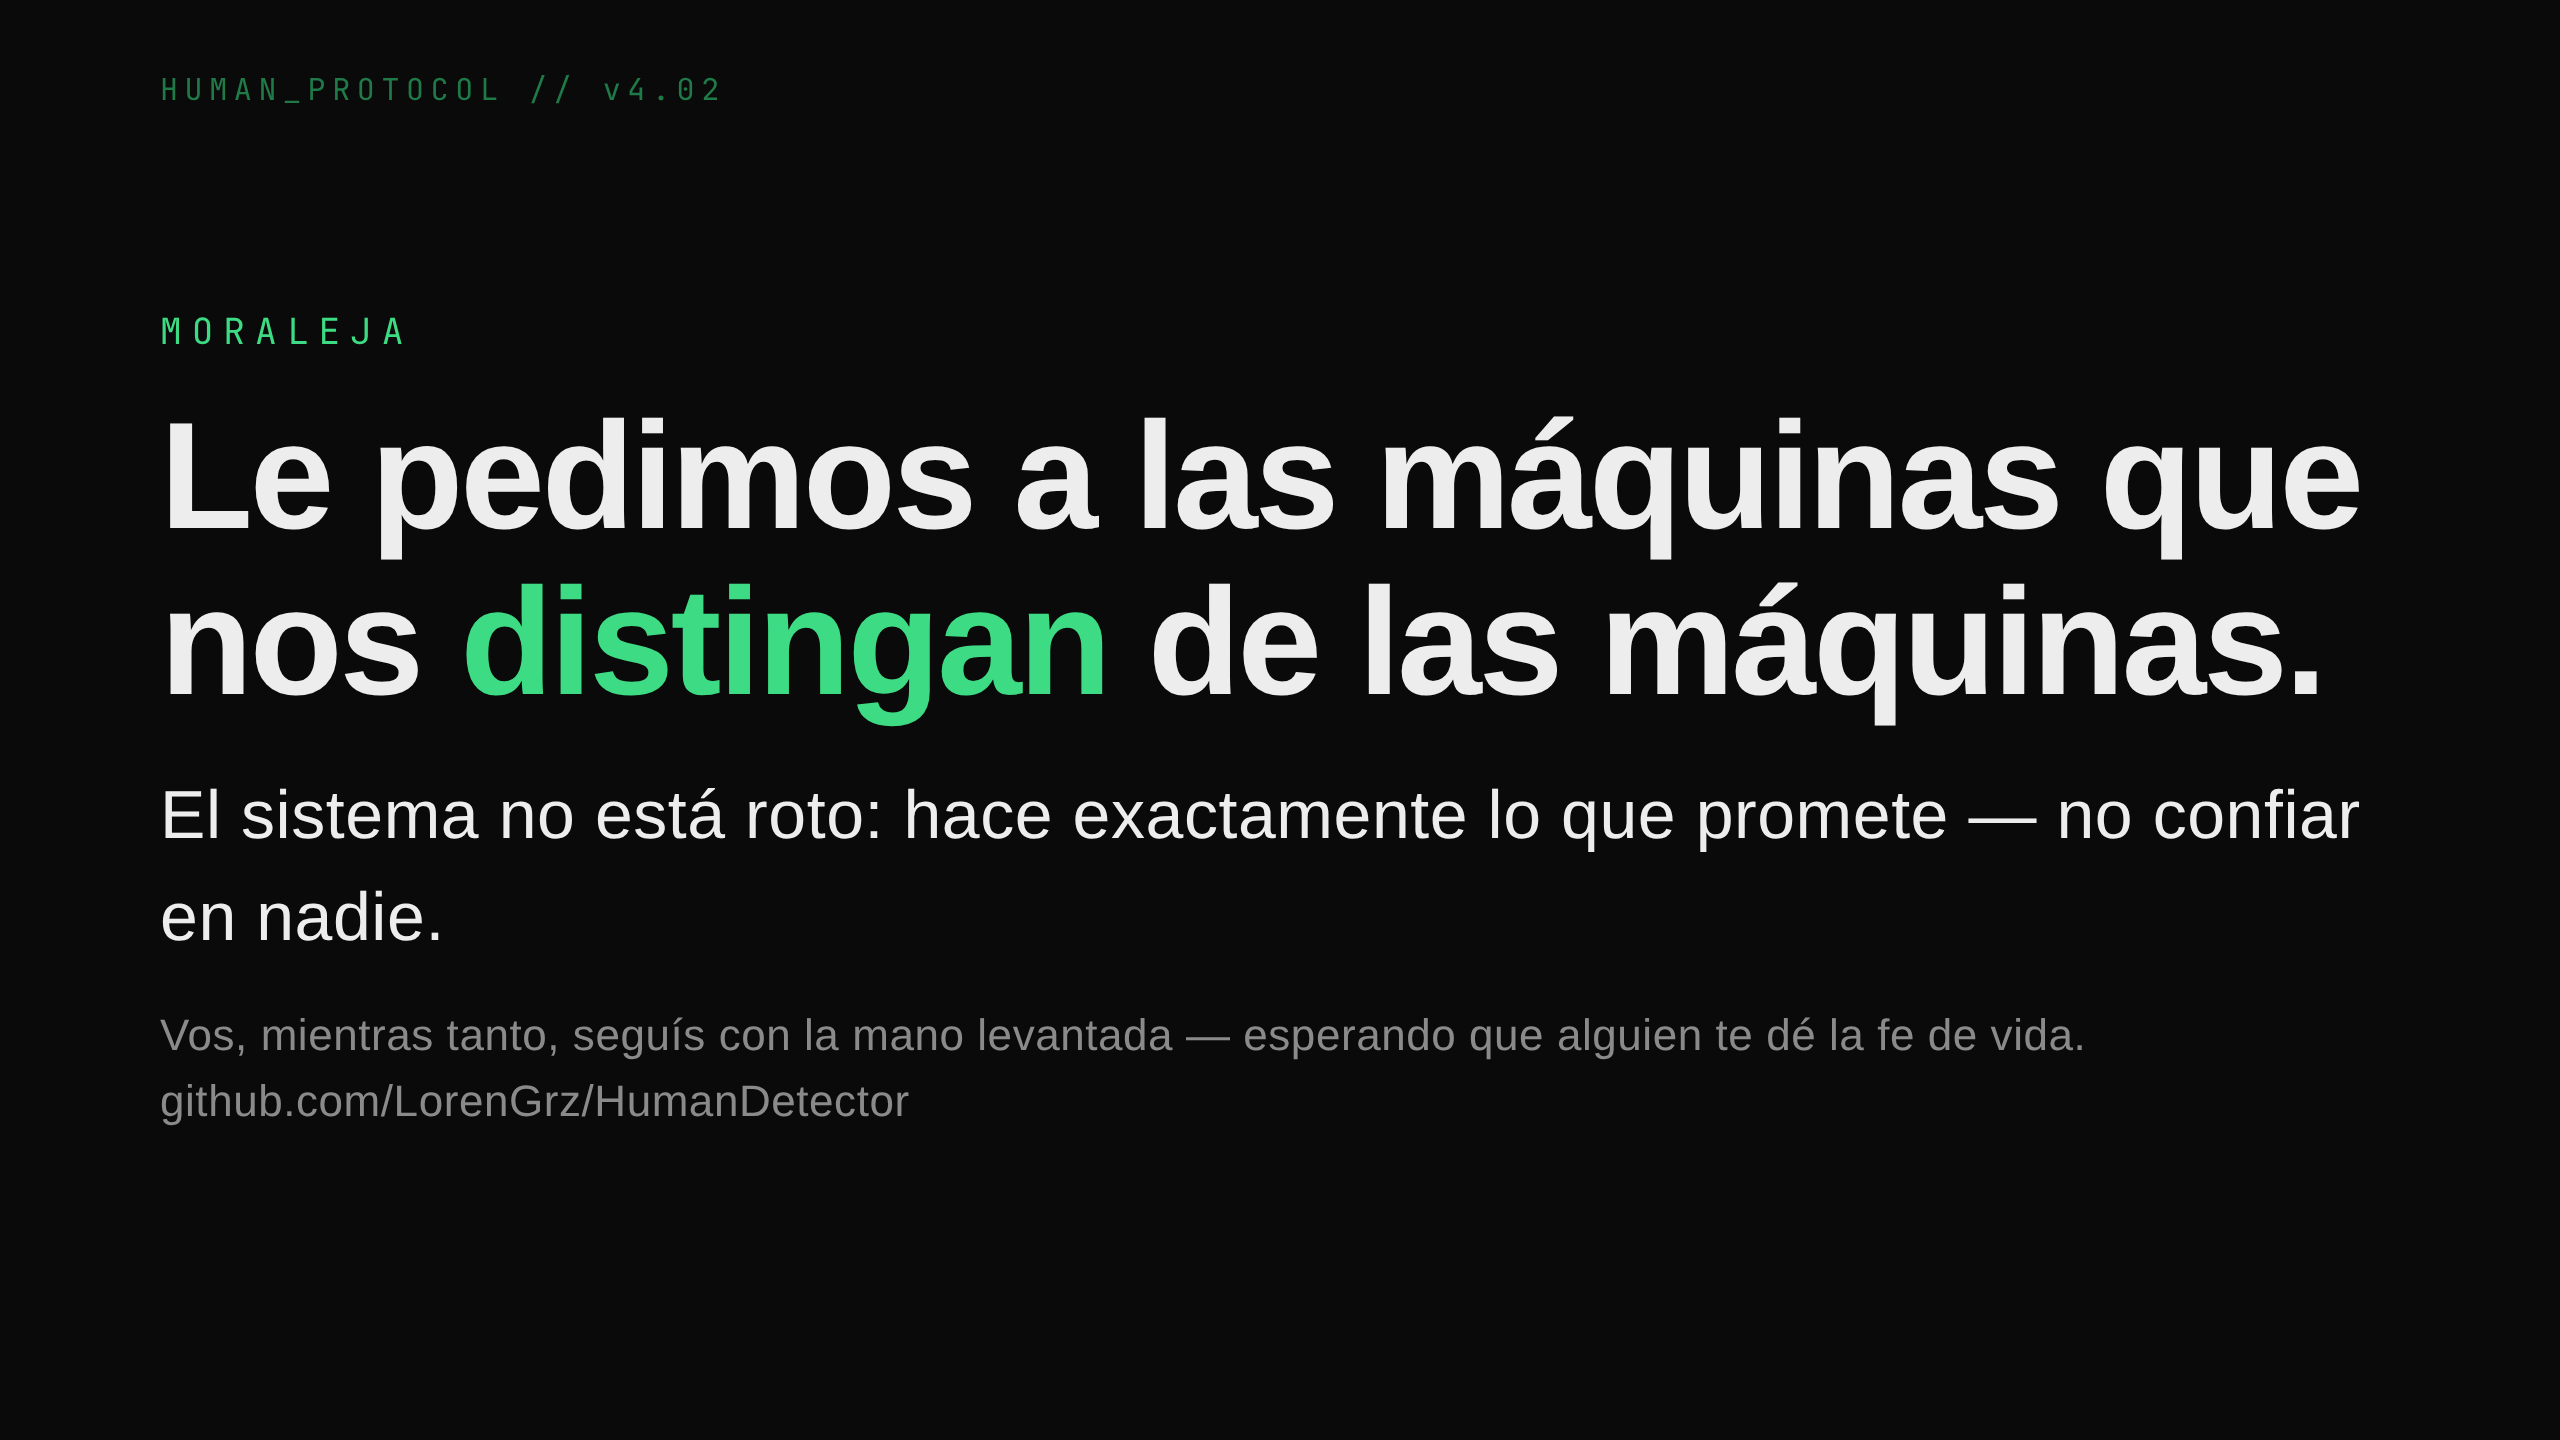 HUMAN_PROTOCOL // v4.02
MORALEJA
Le pedimos a las máquinas que
nos distingan de las máquinas.
El sistema no está roto: hace exactamente lo que promete — no confiar
en nadie.
Vos, mientras tanto, seguís con la mano levantada — esperando que alguien te dé la fe de vida.
github.com/LorenGrz/HumanDetector